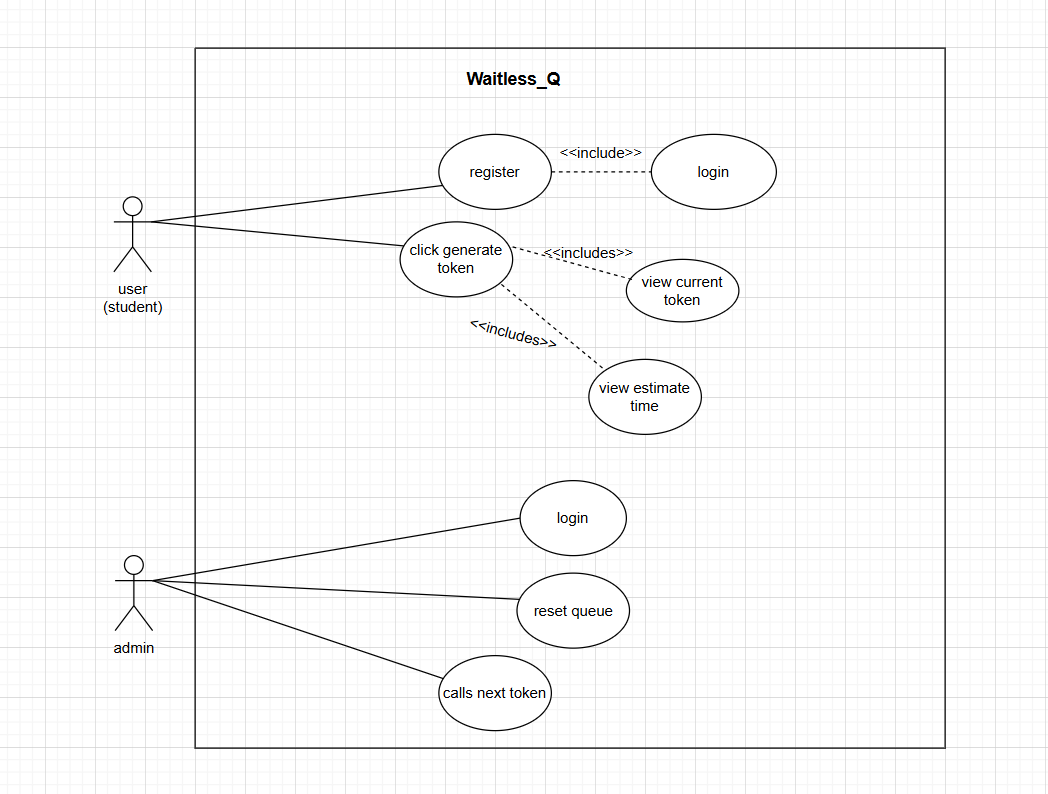 Waitless_Q
register
<<include>>
login
click generate
token
<<includes>>
view current
token
user
(student)
<<includes>>
view estimate
time
login
reset queue
admin
calls next token